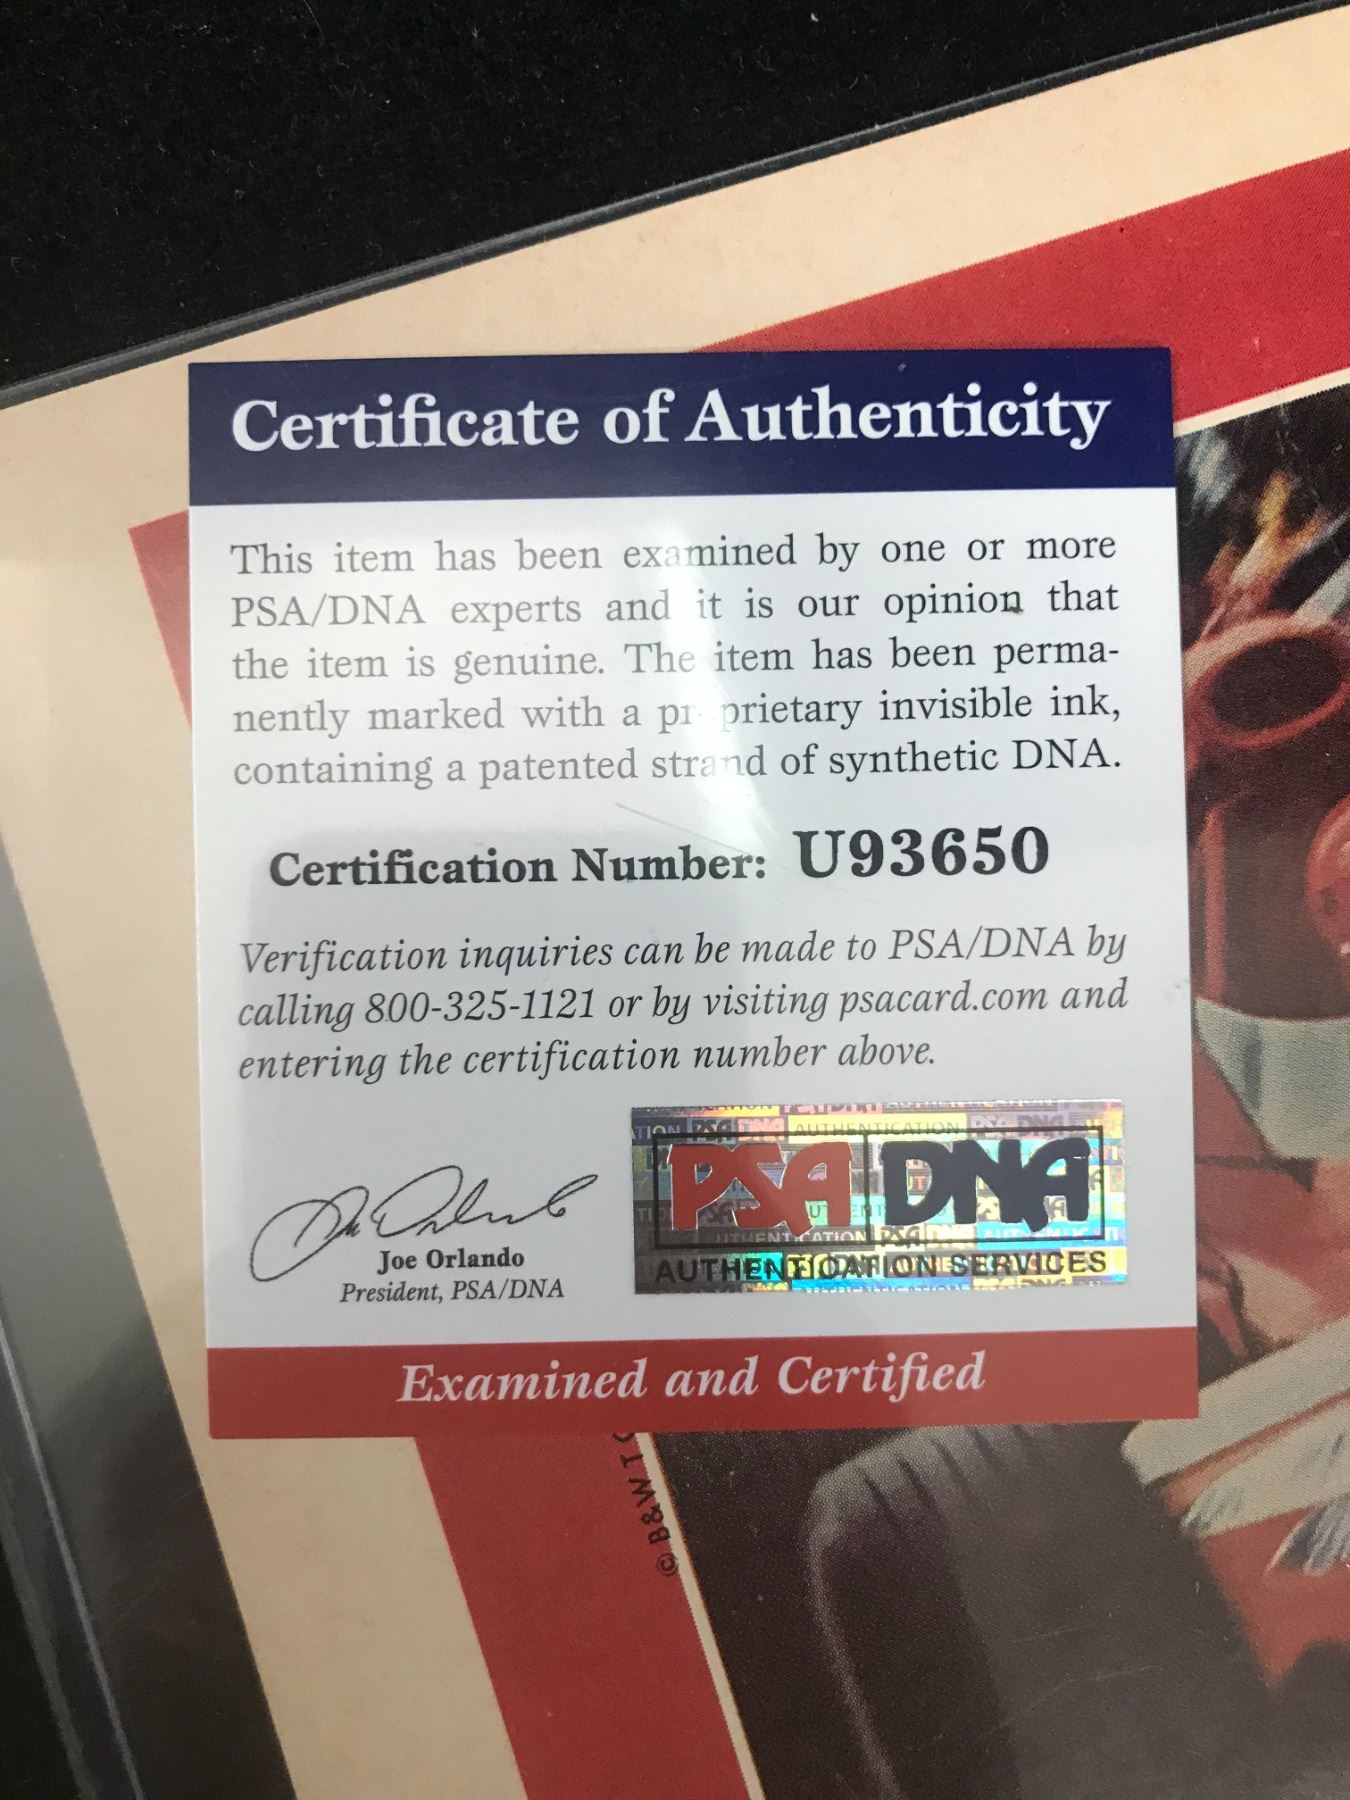 Certificate of Authenticity
This item has been examined by one or more
PSA/DNA experts and it is our opinion that
the item is genuine. The item has been perma-
nently marked with a pr prietary invisible ink,
containing a patented strand of synthetic DNA.
Certification Number: U93650
Verification inquiries can be made to PSA/DNA by
calling 800-325-1121 or by visiting psacard.com and
entering the certification number above.
Joe Orlando
President, PSA/DNA
PSA DNA
AUTHENTICATION SERVICES
Examined and Certified
© B&W T